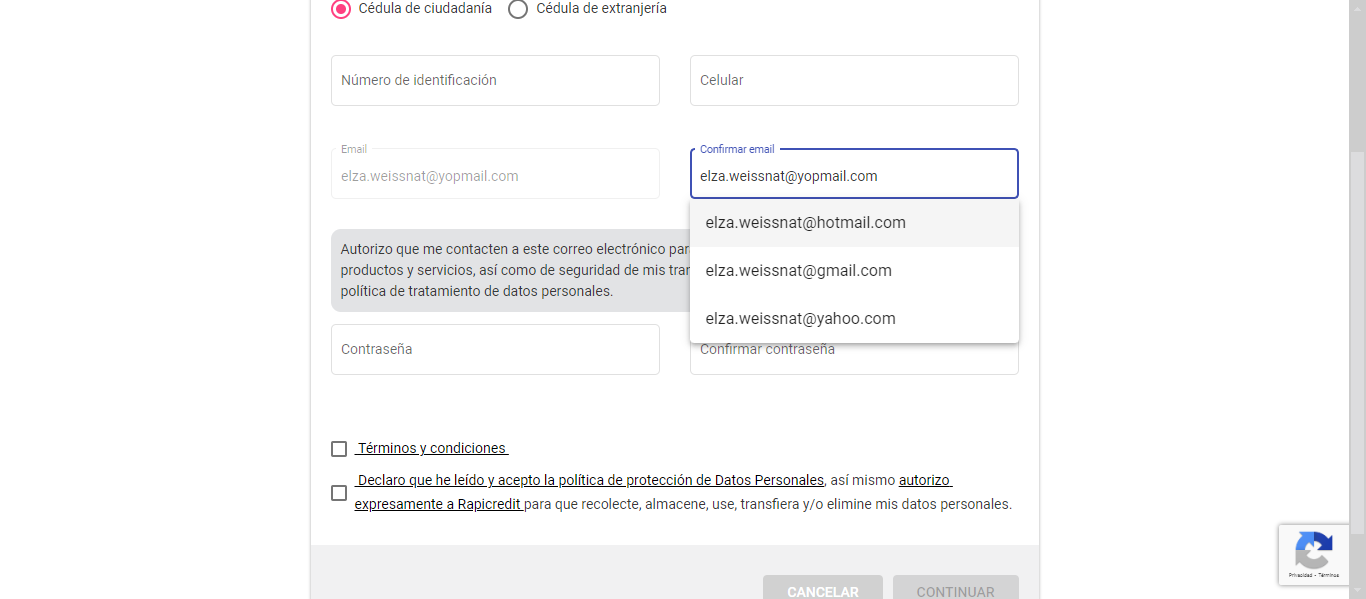 Cédula de ciudadanía Cédula de extranjería
Número de identificación Celular
Email Confirmar email
elza.weissnat@yopmail.com elza.weissnat@yopmail.com
elza.weissnat@hotmail.com
elza.weissnat@gmail.com
elza.weissnat@yahoo.com
Autorizo que me contacten a este correo electrónico
productos y servicios, así como de seguridad de mis
política de tratamiento de datos personales.
Contraseña Confirmar contraseña
Términos y condiciones
Declaro que he leído y acepto la política de protección de Datos Personales, así mismo autorizo
expresamente a Rapicredit para que recolecte, almacene, use, transfiera y/o elimine mis datos personales.
Privacidad - Términos
CANCELAR CONTINUAR